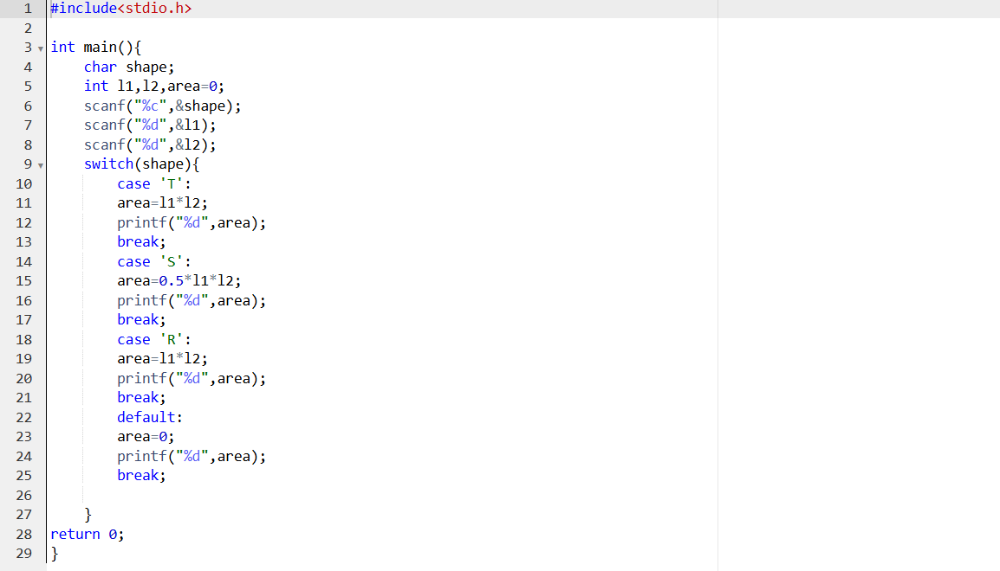 1 #include<stdio.h>
2
3 int main(){
4     char shape;
5     int l1,l2,area=0;
6     scanf("%c",&shape);
7     scanf("%d",&l1);
8     scanf("%d",&l2);
9     switch(shape){
10         case 'T':
11         area=l1*l2;
12         printf("%d",area);
13         break;
14         case 'S':
15         area=0.5*l1*l2;
16         printf("%d",area);
17         break;
18         case 'R':
19         area=l1*l2;
20         printf("%d",area);
21         break;
22         default:
23         area=0;
24         printf("%d",area);
25         break;
26
27     }
28 return 0;
29 }